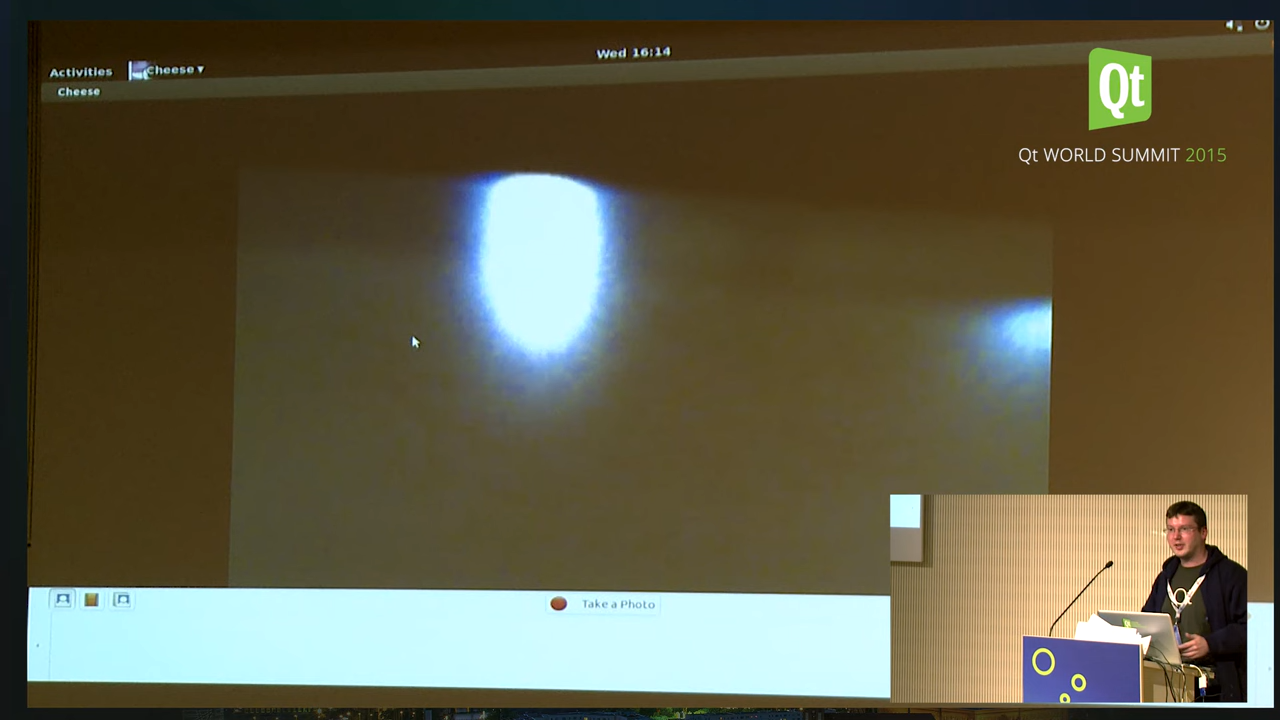 Wed 16:14
Activities
Cheese
Cheese
Qt
Qt WORLD SUMMIT 2015
Take a Photo